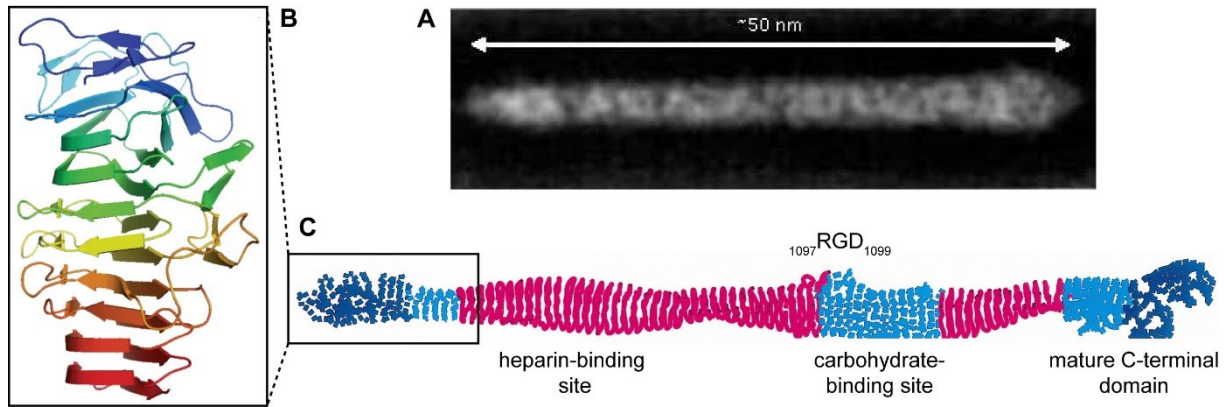 B
A
~50 nm
C
1097RGD1099
heparin-binding
site
carbohydrate-
binding site
mature C-terminal
domain